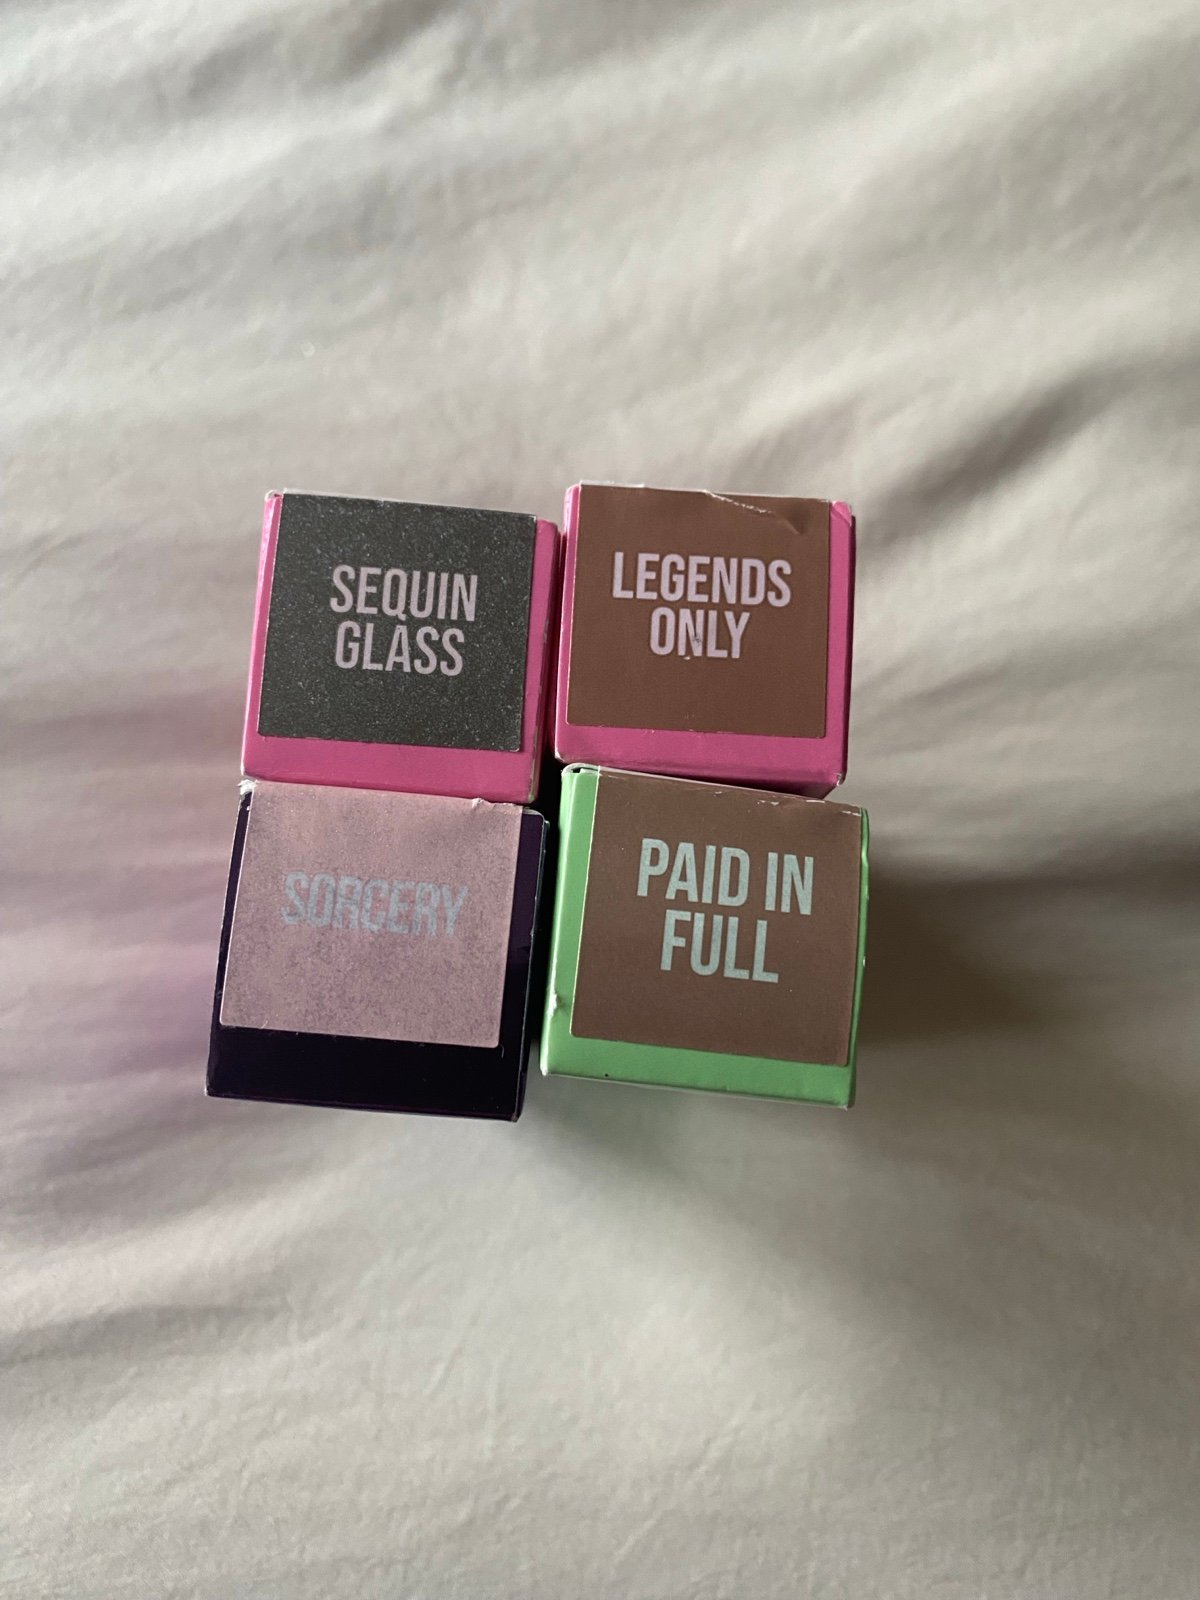 SEQUIN
GLASS
LEGENDS
ONLY
SORCERY
PAID IN
FULL